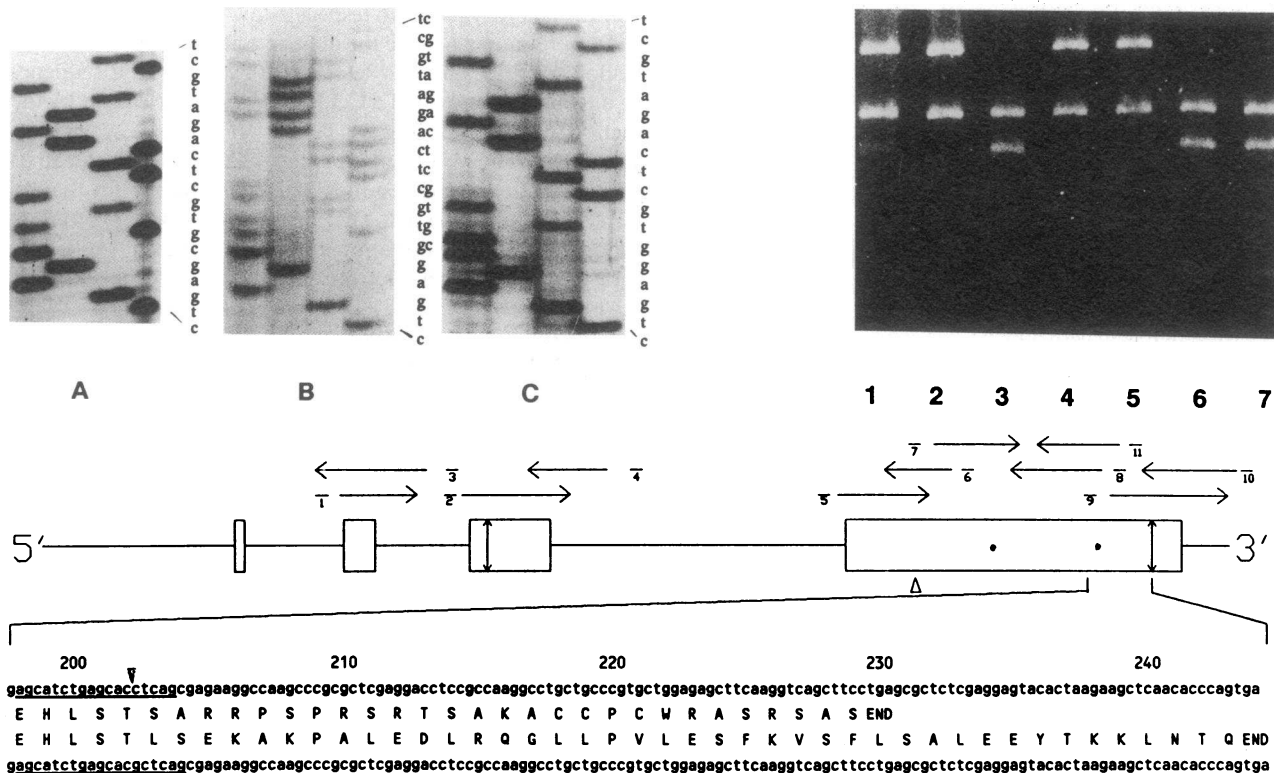 t
c
g
t
a
g
a
c
t
c
g
t
g
c
g
a
g
t
c
A
tc
cg
gt
ta
ag
ga
ac
ct
tc
cg
gt
tg
gc
g
a
g
t
c
B
t
c
g
t
a
g
a
c
t
c
g
t
g
g
a
g
t
c
C
1 2 3 4 5 6 7
7 11
3 4 6 8 10
1 2 5 9
5' 3'
200 210 220 230 240
gagcatctgagcacctcagcgagaaggccaagcccgcgctcgaggacctccgccaaggcctgctgcccgtgctggagagcttcaaggtcagcttcctgagcgctctcgaggagtacactaagaagctcaacacccagtga
E H L S T S A R R P S P R S R T S A K A C C P C W R A S R S A S END
E H L S T L S E K A K P A L E D L R Q G L L P V L E S F K V S F L S A L E E Y T K K L N T Q END
gagcatctgagcacgctcagcgagaaggccaagcccgcgctcgaggacctccgccaaggcctgctgcccgtgctggagagcttcaaggtcagcttcctgagcgctctcgaggagtacactaagaagctcaacacccagtga